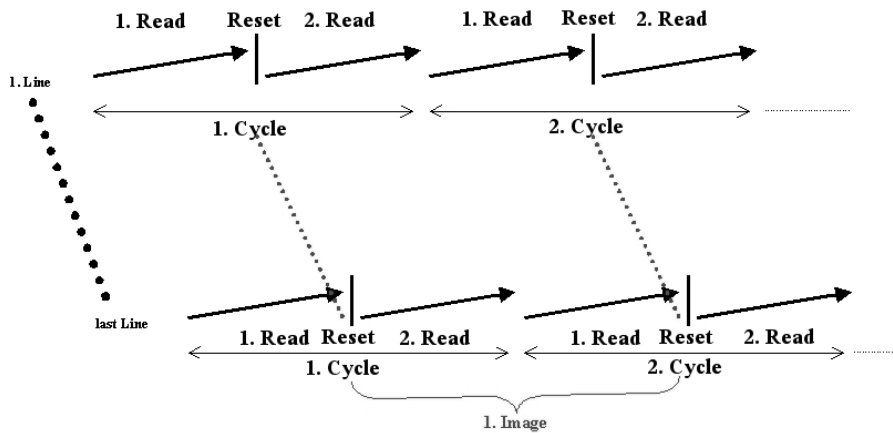 1. Read Reset 2. Read 1. Read Reset 2. Read
1. Line
1. Cycle 2. Cycle
last Line
1. Read Reset 2. Read 1. Read Reset 2. Read
1. Cycle 2. Cycle
1. Image